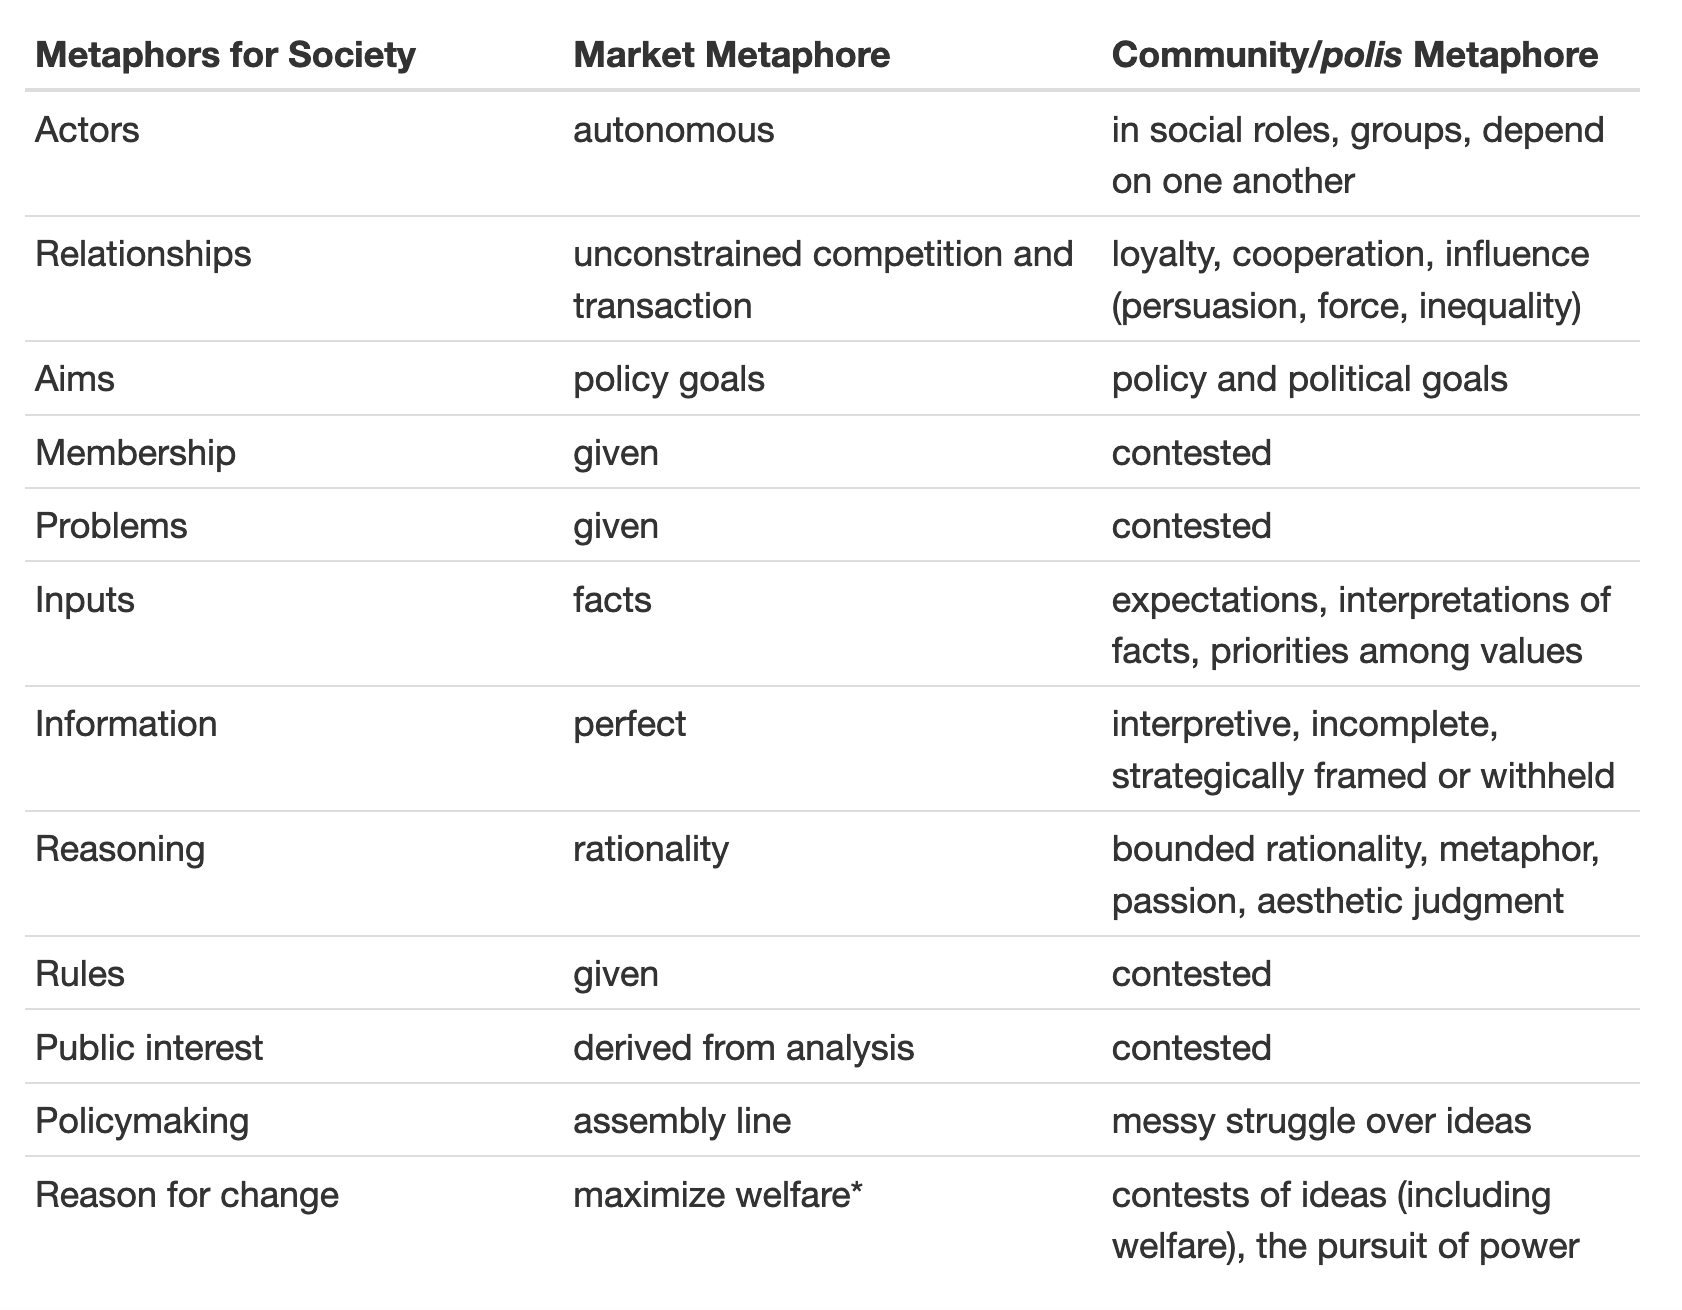 Metaphors for Society Market Metaphore Community/polis Metaphore
Actors autonomous in social roles, groups, depend
on one another
Relationships unconstrained competition and loyalty, cooperation, influence
transaction (persuasion, force, inequality)
Aims policy goals policy and political goals
Membership given contested
Problems given contested
Inputs facts expectations, interpretations of
facts, priorities among values
Information perfect interpretive, incomplete,
strategically framed or withheld
Reasoning rationality bounded rationality, metaphor,
passion, aesthetic judgment
Rules given contested
Public interest derived from analysis contested
Policymaking assembly line messy struggle over ideas
Reason for change maximize welfare* contests of ideas (including
welfare), the pursuit of power